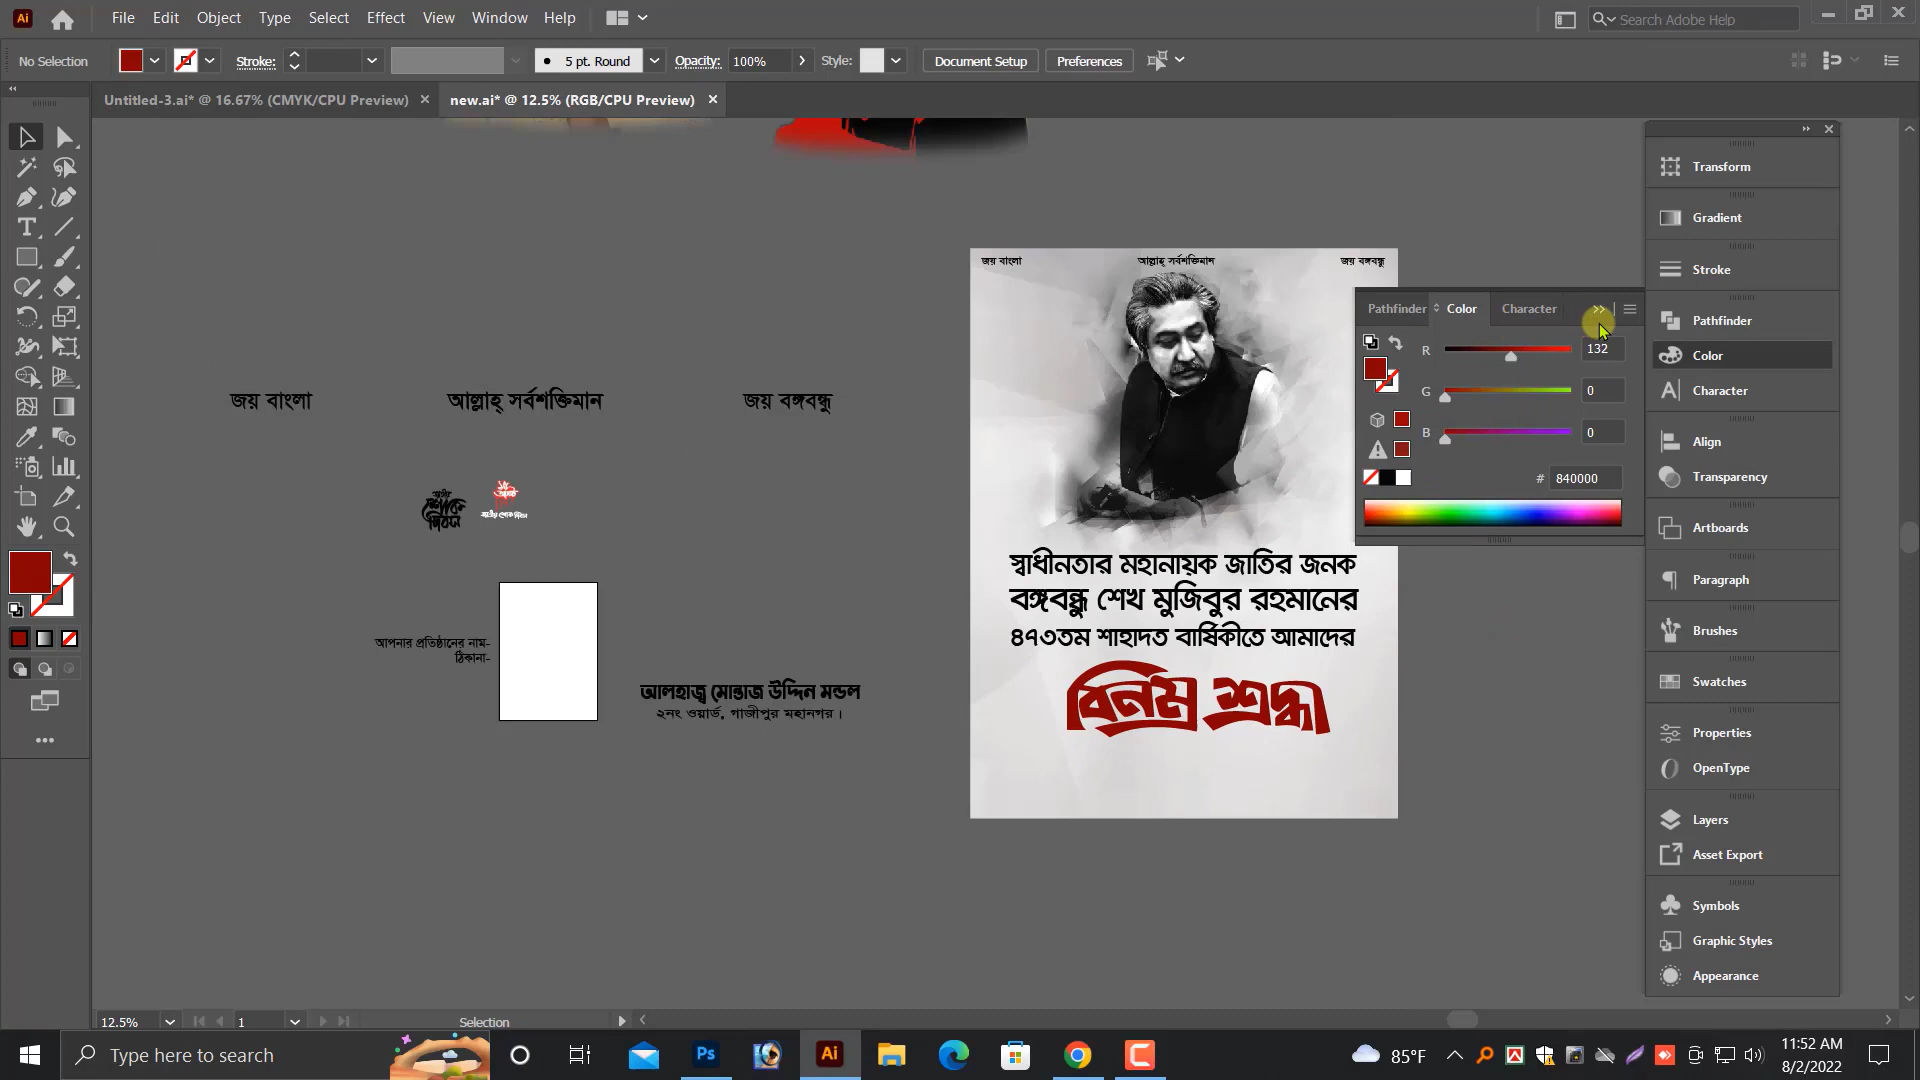 File Edit Object Type Select Effect View Window Help
Search Adobe Help
No Selection
Stroke:
5 pt. Round
Opacity: 100%
Style:
Document Setup
Preferences
Untitled-3.ai* @ 16.67% (CMYK/CPU Preview)
new.ai* @ 12.5% (RGB/CPU Preview)
জয় বাংলা
আল্লাহ্ সর্বশক্তিমান
জয় বঙ্গবন্ধু
জাতীয়
শোক
দিবস
১৫
আগস্ট
জাতীয় শোক দিবস
আপনার প্রতিষ্ঠানের নাম-
ঠিকানা-
আলহাজ্ব মোন্তাজ উদ্দিন মন্ডল
২নং ওয়ার্ড, গাজীপুর মহানগর।
জয় বাংলা
আল্লাহ্ সর্বশক্তিমান
জয় বঙ্গবন্ধু
স্বাধীনতার মহানায়ক জাতির জনক
বঙ্গবন্ধু শেখ মুজিবুর রহমানের
৪৭৩তম শাহাদত বার্ষিকীতে আমাদের
বিনম্র শ্রদ্ধা
Pathfinder
Color
Character
R 132
G 0
B 0
# 840000
Transform
Gradient
Stroke
Pathfinder
Color
Character
Align
Transparency
Artboards
Paragraph
Brushes
Swatches
Properties
OpenType
Layers
Asset Export
Symbols
Graphic Styles
Appearance
12.5%
1
Selection
Type here to search
85°F
11:52 AM
8/2/2022